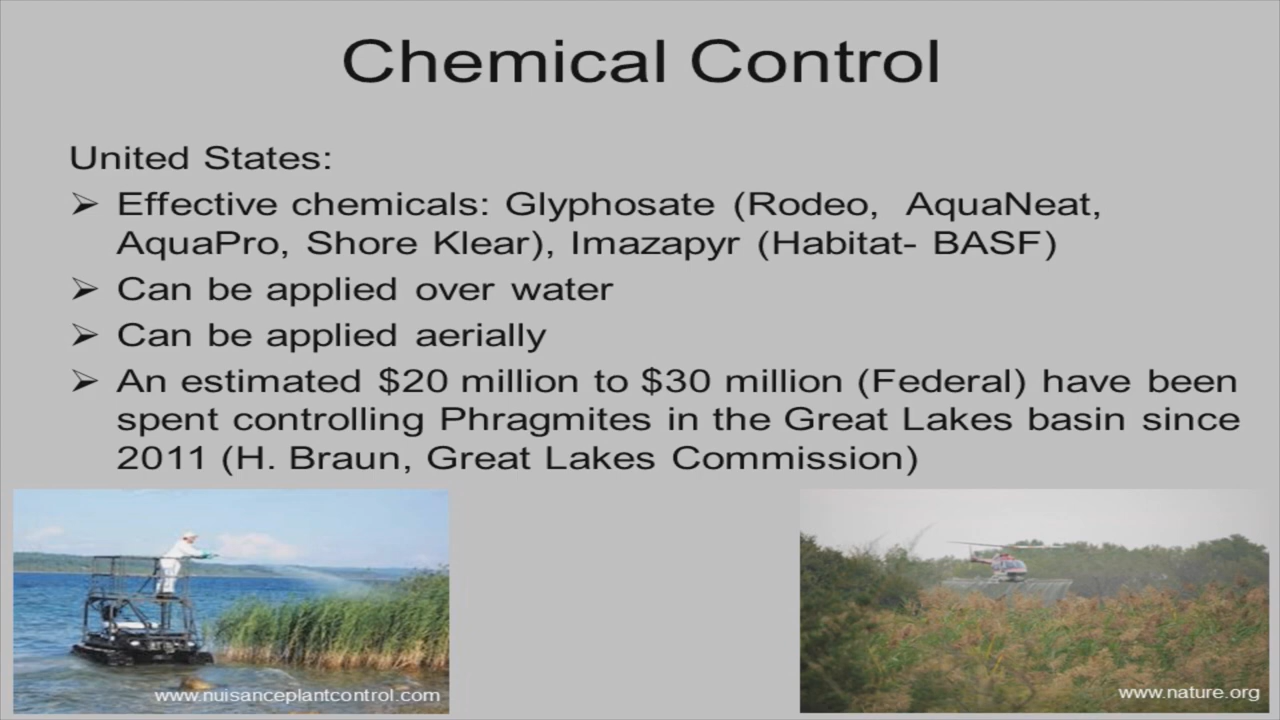 Chemical Control
United States:
➢ Effective chemicals: Glyphosate (Rodeo, AquaNeat,
AquaPro, Shore Klear), Imazapyr (Habitat- BASF)
➢ Can be applied over water
➢ Can be applied aerially
➢ An estimated $20 million to $30 million (Federal) have been
spent controlling Phragmites in the Great Lakes basin since
2011 (H. Braun, Great Lakes Commission)
www.nuisanceplantcontrol.com
www.nature.org